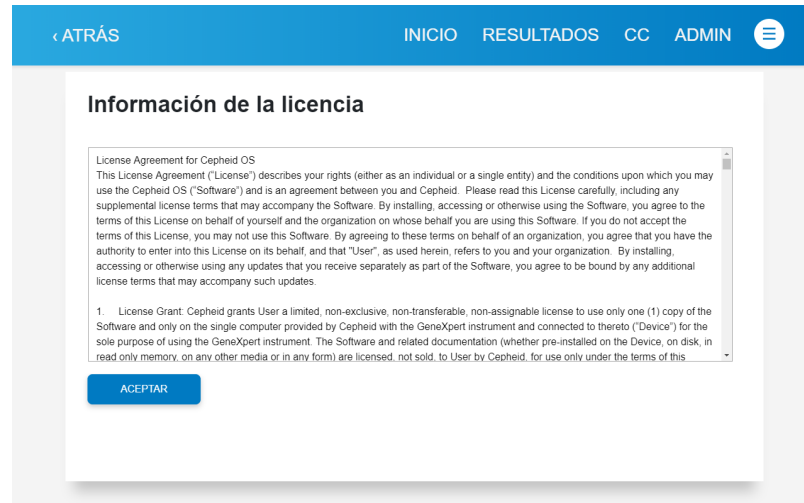 ‹ ATRÁS INICIO RESULTADOS CC ADMIN
Información de la licencia
License Agreement for Cepheid OS
This License Agreement ("License") describes your rights (either as an individual or a single entity) and the conditions upon which you may
use the Cepheid OS ("Software") and is an agreement between you and Cepheid.  Please read this License carefully, including any
supplemental license terms that may accompany the Software. By installing, accessing or otherwise using the Software, you agree to the
terms of this License on behalf of yourself and the organization on whose behalf you are using this Software. If you do not accept the
terms of this License, you may not use this Software. By agreeing to these terms on behalf of an organization, you agree that you have the
authority to enter into this License on its behalf, and that "User", as used herein, refers to you and your organization.  By installing,
accessing or otherwise using any updates that you receive separately as part of the Software, you agree to be bound by any additional
license terms that may accompany such updates.
1.    License Grant: Cepheid grants User a limited, non-exclusive, non-transferable, non-assignable license to use only one (1) copy of the
Software and only on the single computer provided by Cepheid with the GeneXpert instrument and connected to thereto ("Device") for the
sole purpose of using the GeneXpert instrument. The Software and related documentation (whether pre-installed on the Device, on disk, in
read only memory, on any other media or in any form) are licensed, not sold, to User by Cepheid, for use only under the terms of this
ACEPTAR